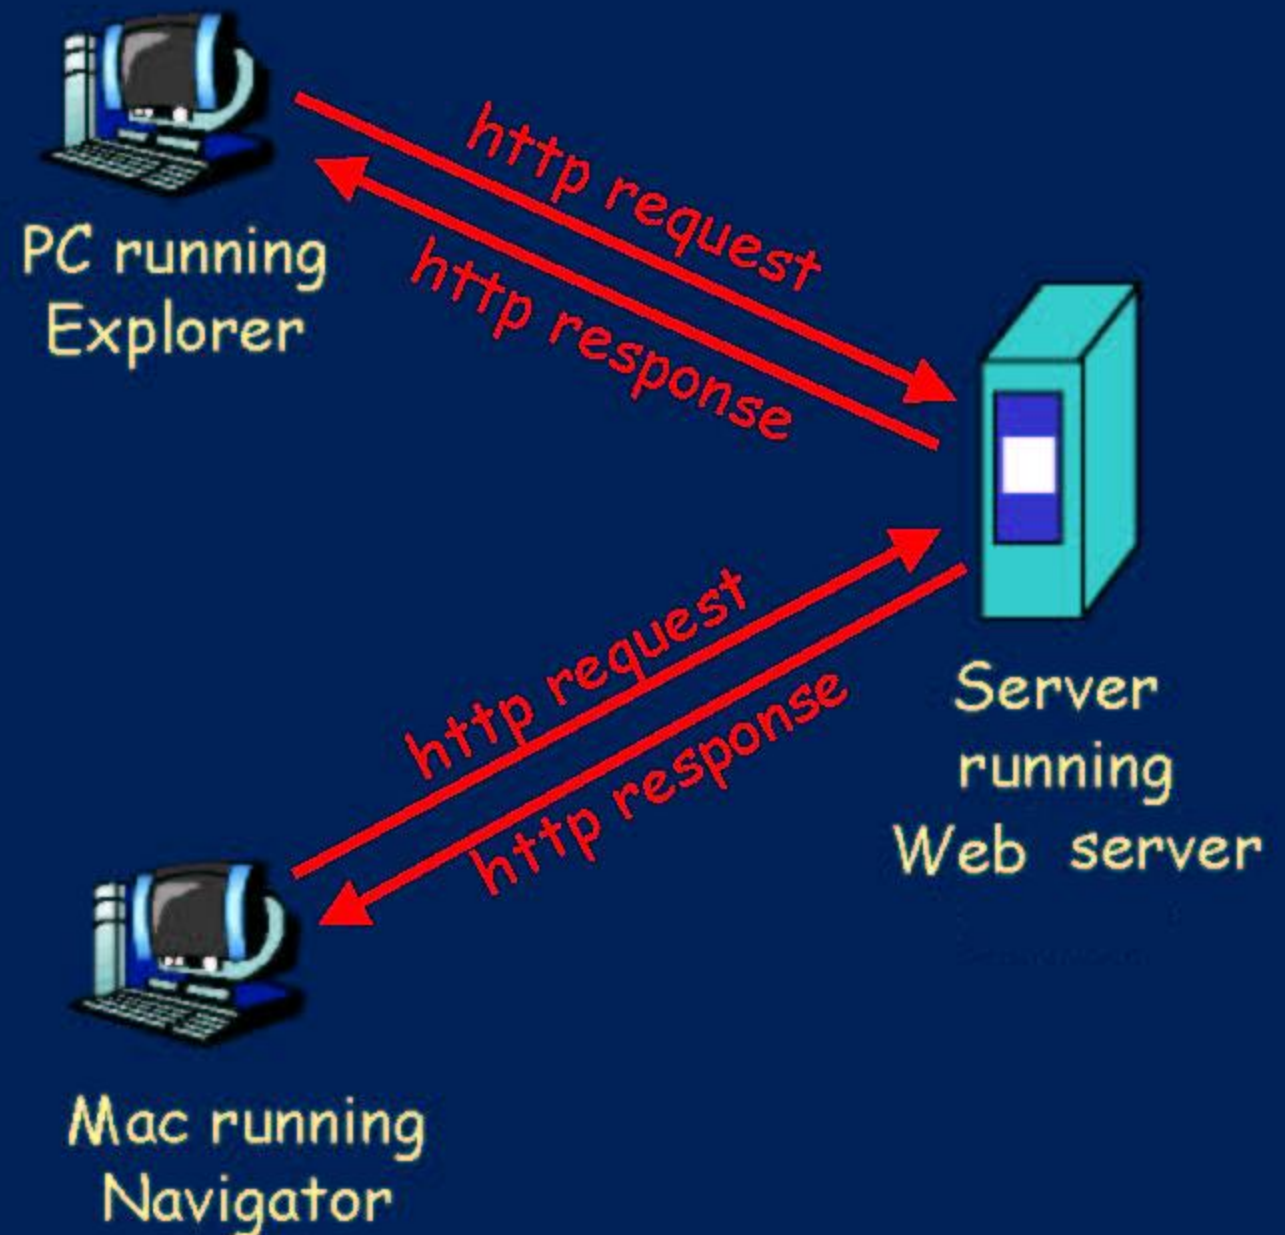 http request
http response
PC running
Explorer
http request
http response
Server
running
Web server
Mac running
Navigator